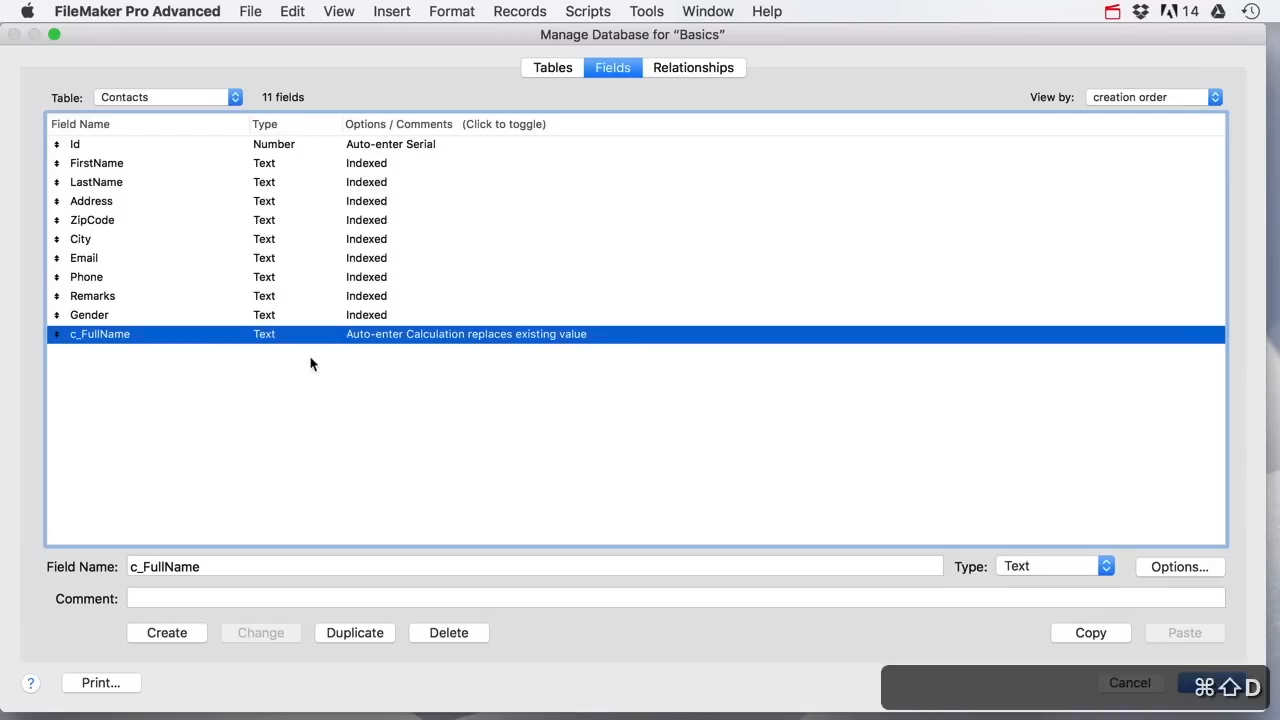 FileMaker Pro Advanced File Edit View Insert Format Records Scripts Tools Window Help 14
Manage Database for “Basics”
Tables Fields Relationships
Table: Contacts 11 fields View by: creation order
Field Name Type Options / Comments (Click to toggle)
Id Number Auto-enter Serial
FirstName Text Indexed
LastName Text Indexed
Address Text Indexed
ZipCode Text Indexed
City Text Indexed
Email Text Indexed
Phone Text Indexed
Remarks Text Indexed
Gender Text Indexed
c_FullName Text Auto-enter Calculation replaces existing value
Field Name: c_FullName Type: Text Options...
Comment:
Create Change Duplicate Delete Copy Paste
? Print... Cancel ⌘⇧D